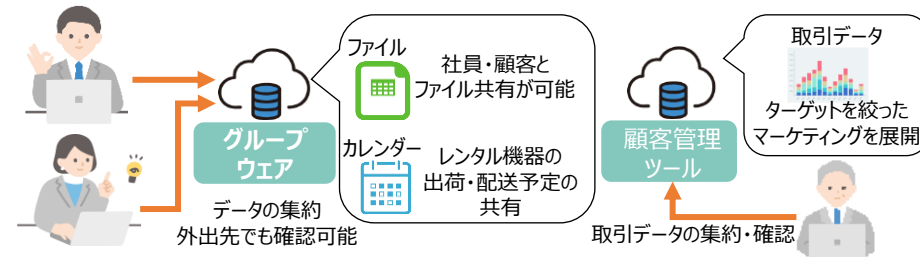 ファイル
社員・顧客と
ファイル共有が可能
グループ
ウェア
カレンダー
レンタル機器の
出荷・配送予定の
共有
データの集約
外出先でも確認可能
取引データ
ターゲットを絞った
マーケティングを展開
顧客管理
ツール
取引データの集約・確認